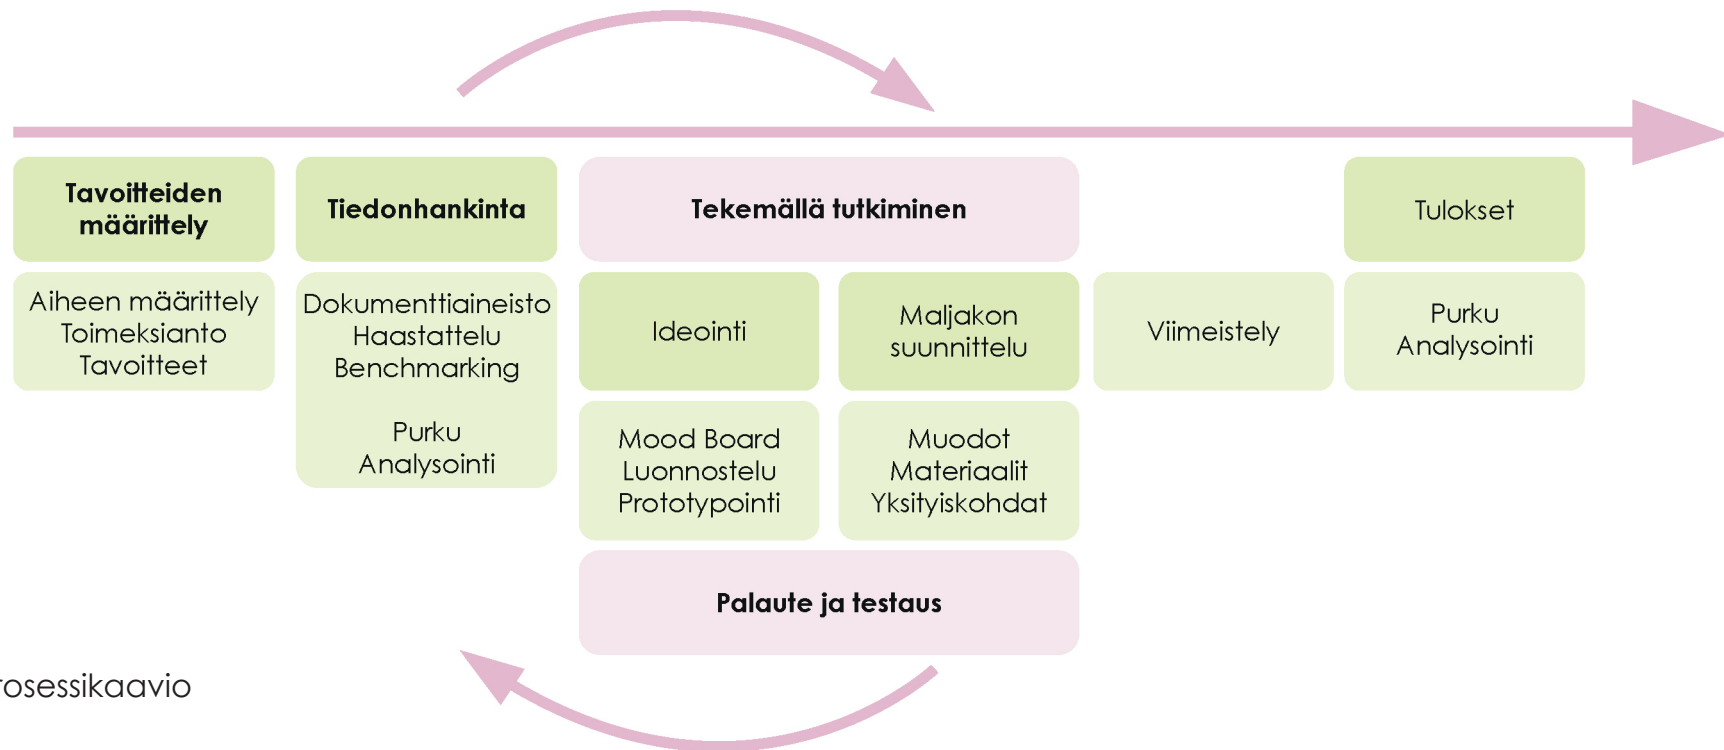 Tavoitteiden
määrittely
Aiheen määrittely
Toimeksianto
Tavoitteet
Tiedonhankinta
Dokumenttiaineisto
Haastattelu
Benchmarking
Purku
Analysointi
Tekemällä tutkiminen
Ideointi
Mood Board
Luonnostelu
Prototypointi
Maljakon
suunnittelu
Muodot
Materiaalit
Yksityiskohdat
Palaute ja testaus
Viimeistely
Tulokset
Purku
Analysointi
rosessikaavio